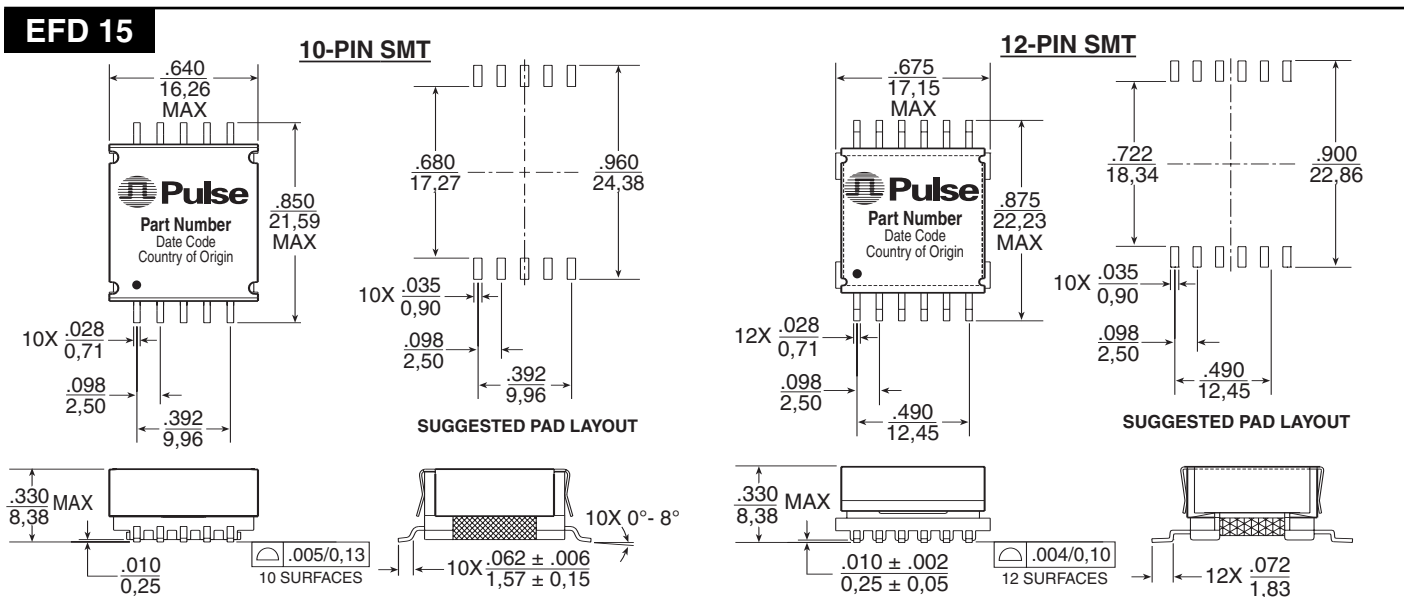 EFD 15
10-PIN SMT
.640
16,26
MAX
Pulse
Part Number
Date Code
Country of Origin
.850
21,59
MAX
10X .028
0,71
.098
2,50
.392
9,96
.680
17,27
.960
24,38
10X .035
0,90
.098
2,50
.392
9,96
SUGGESTED PAD LAYOUT
.330
8,38
MAX
.010
0,25
.005/0,13
10 SURFACES
10X .062 ± .006
1,57 ± 0,15
10X 0°- 8°
12-PIN SMT
.675
17,15
MAX
Pulse
Part Number
Date Code
Country of Origin
.875
22,23
MAX
12X .028
0,71
.098
2,50
.490
12,45
.722
18,34
.900
22,86
10X .035
0,90
.098
2,50
.490
12,45
SUGGESTED PAD LAYOUT
.330
8,38
MAX
.010 ± .002
0,25 ± 0,05
.004/0,10
12 SURFACES
12X .072
1,83